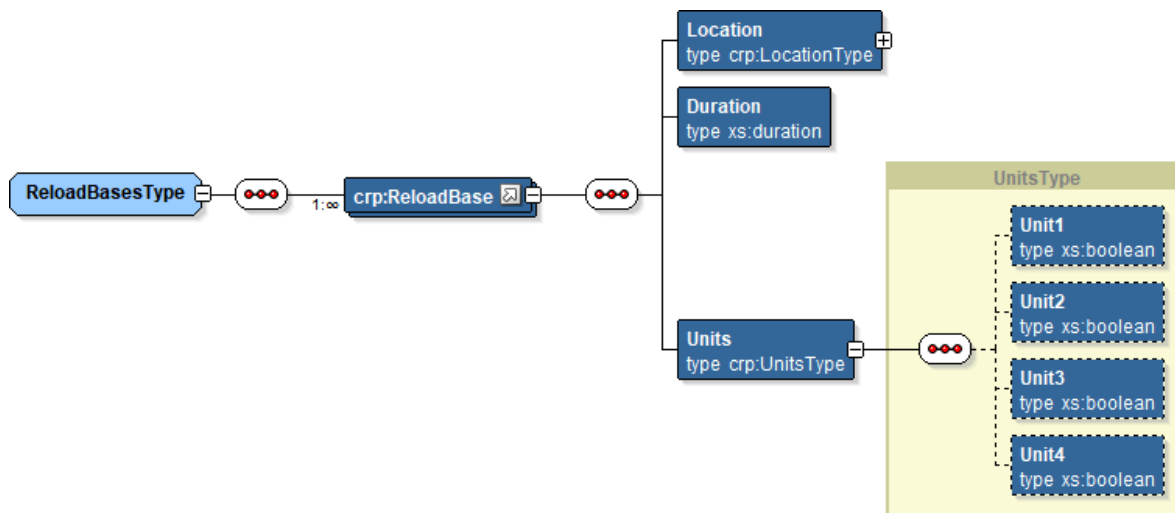 Location
type crp:LocationType
Duration
type xs:duration
UnitsType
ReloadBasesType
crp:ReloadBase
1:∞
Unit1
type xs:boolean
Unit2
type xs:boolean
Units
type crp:UnitsType
Unit3
type xs:boolean
Unit4
type xs:boolean